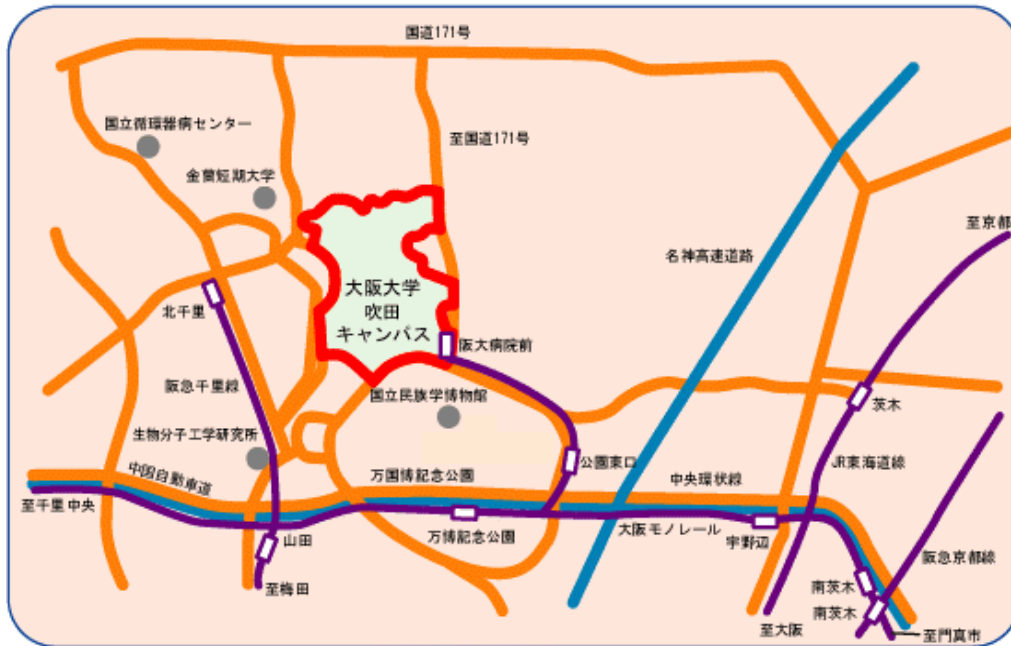 国道171号
国立循環器病センター
至国道171号
金蘭短期大学
至京都
名神高速道路
大阪大学
吹田
キャンパス
北千里
阪大病院前
阪急千里線
国立民族学博物館
茨木
生物分子工学研究所
公園東口
JR東海道線
中国自動車道
万国博記念公園
中央環状線
至千里中央
大阪モノレール
万博記念公園
山田
宇野辺
阪急京都線
至梅田
南茨木
南茨木
至大阪
至門真市